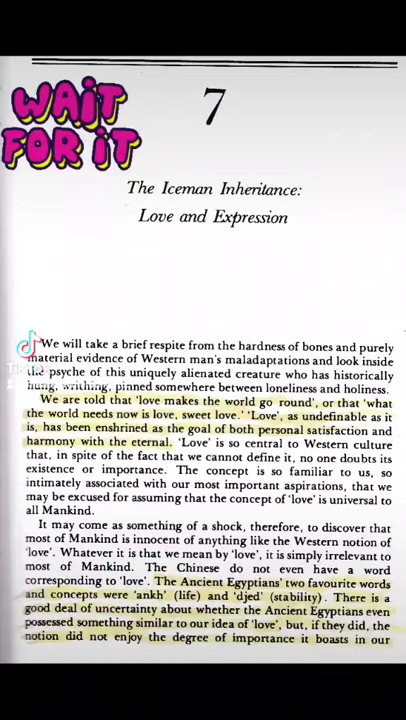 WAIT
FOR IT
7
The Iceman Inheritance:
Love and Expression
We will take a brief respite from the hardness of bones and purely
material evidence of Western man's maladaptations and look inside
the psyche of this uniquely alienated creature who has historically
hung, writhing, pinned somewhere between loneliness and holiness.
We are told that 'love makes the world go round', or that 'what
the world needs now is love, sweet love.' 'Love', as undefinable as it
is, has been enshrined as the goal of both personal satisfaction and
harmony with the eternal. 'Love' is so central to Western culture
that, in spite of the fact that we cannot define it, no one doubts its
existence or importance. The concept is so familiar to us, so
intimately associated with our most important aspirations, that we
may be excused for assuming that the concept of 'love' is universal to
all Mankind.
It may come as something of a shock, therefore, to discover that
most of Mankind is innocent of anything like the Western notion of
'love'. Whatever it is that we mean by 'love', it is simply irrelevant to
most of Mankind. The Chinese do not even have a word
corresponding to 'love'. The Ancient Egyptians' two favourite words
and concepts were 'ankh' (life) and 'djed' (stability). There is a
good deal of uncertainty about whether the Ancient Egyptians even
possessed something similar to our idea of 'love', but, if they did, the
notion did not enjoy the degree of importance it boasts in our